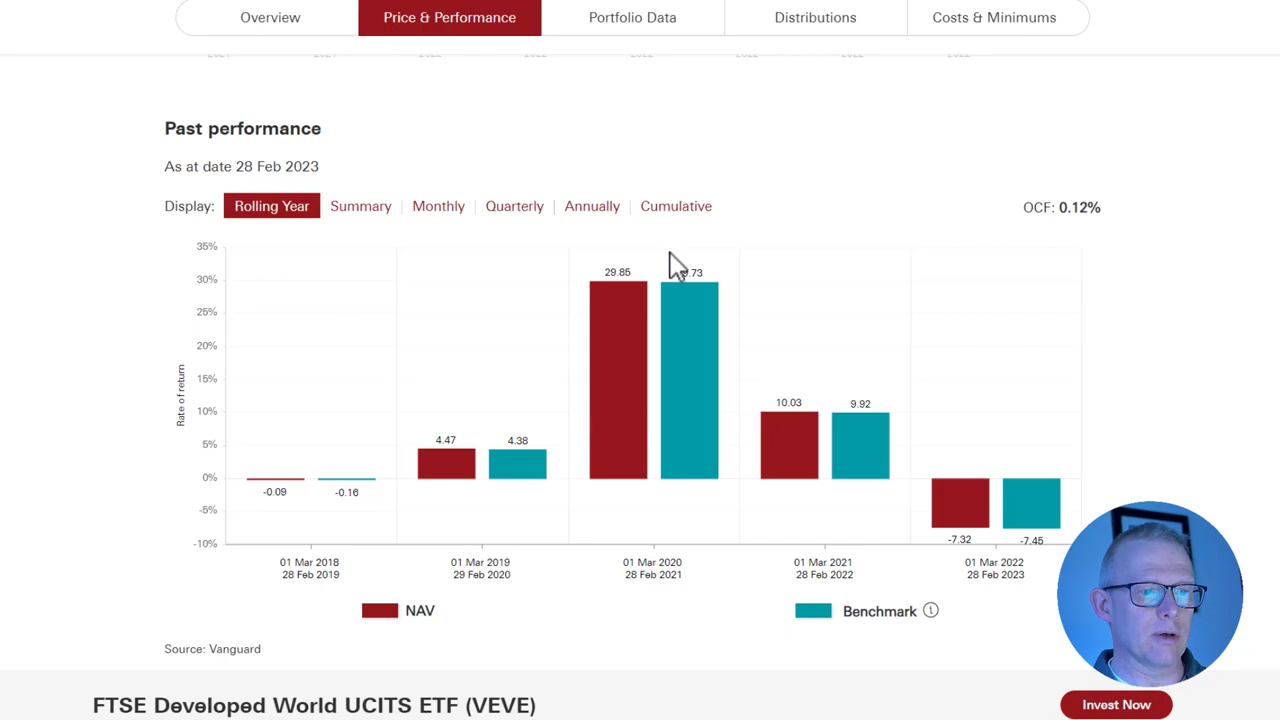 Overview Price & Performance Portfolio Data Distributions Costs & Minimums
Past performance
As at date 28 Feb 2023
Display: Rolling Year Summary Monthly Quarterly Annually Cumulative OCF: 0.12%
35%
30%
25%
20%
15%
10%
5%
0%
-5%
-10%
Rate of return
-0.09 -0.16
4.47 4.38
29.85
10.03 9.92
-7.32 -7.45
01 Mar 2018 01 Mar 2019 01 Mar 2020 01 Mar 2021 01 Mar 2022
28 Feb 2019 29 Feb 2020 28 Feb 2021 28 Feb 2022 28 Feb 2023
NAV Benchmark
Source: Vanguard
FTSE Developed World UCITS ETF (VEVE) Invest Now